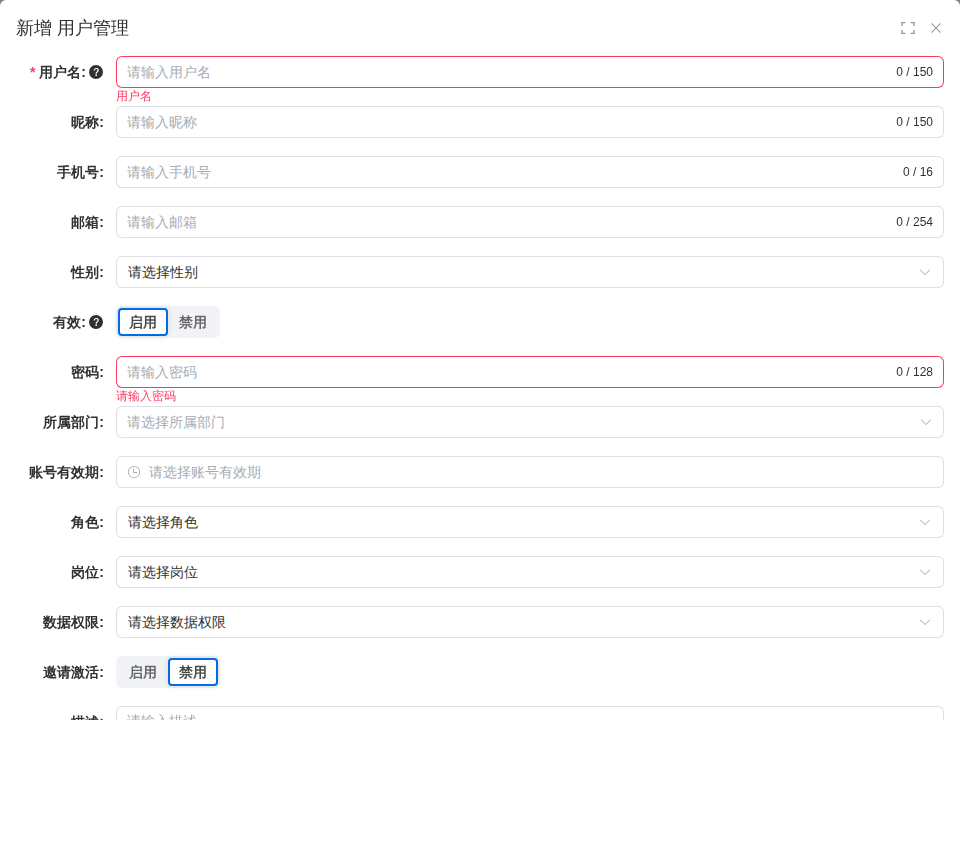 新增 用户管理
* 用户名: ? 请输入用户名 0 / 150
用户名
昵称: 请输入昵称 0 / 150
手机号: 请输入手机号 0 / 16
邮箱: 请输入邮箱 0 / 254
性别: 请选择性别
有效: ? 启用 禁用
密码: 请输入密码 0 / 128
请输入密码
所属部门: 请选择所属部门
账号有效期: 请选择账号有效期
角色: 请选择角色
岗位: 请选择岗位
数据权限: 请选择数据权限
邀请激活: 启用 禁用
描述: 请输入描述